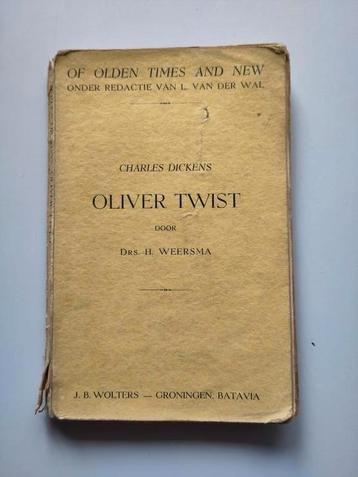 OF OLDEN TIMES AND NEW
ONDER REDACTIE VAN L. VAN DER WAL
CHARLES DICKENS
OLIVER TWIST
DOOR
DRS. H. WEERSMA
J. B. WOLTERS — GRONINGEN, BATAVIA